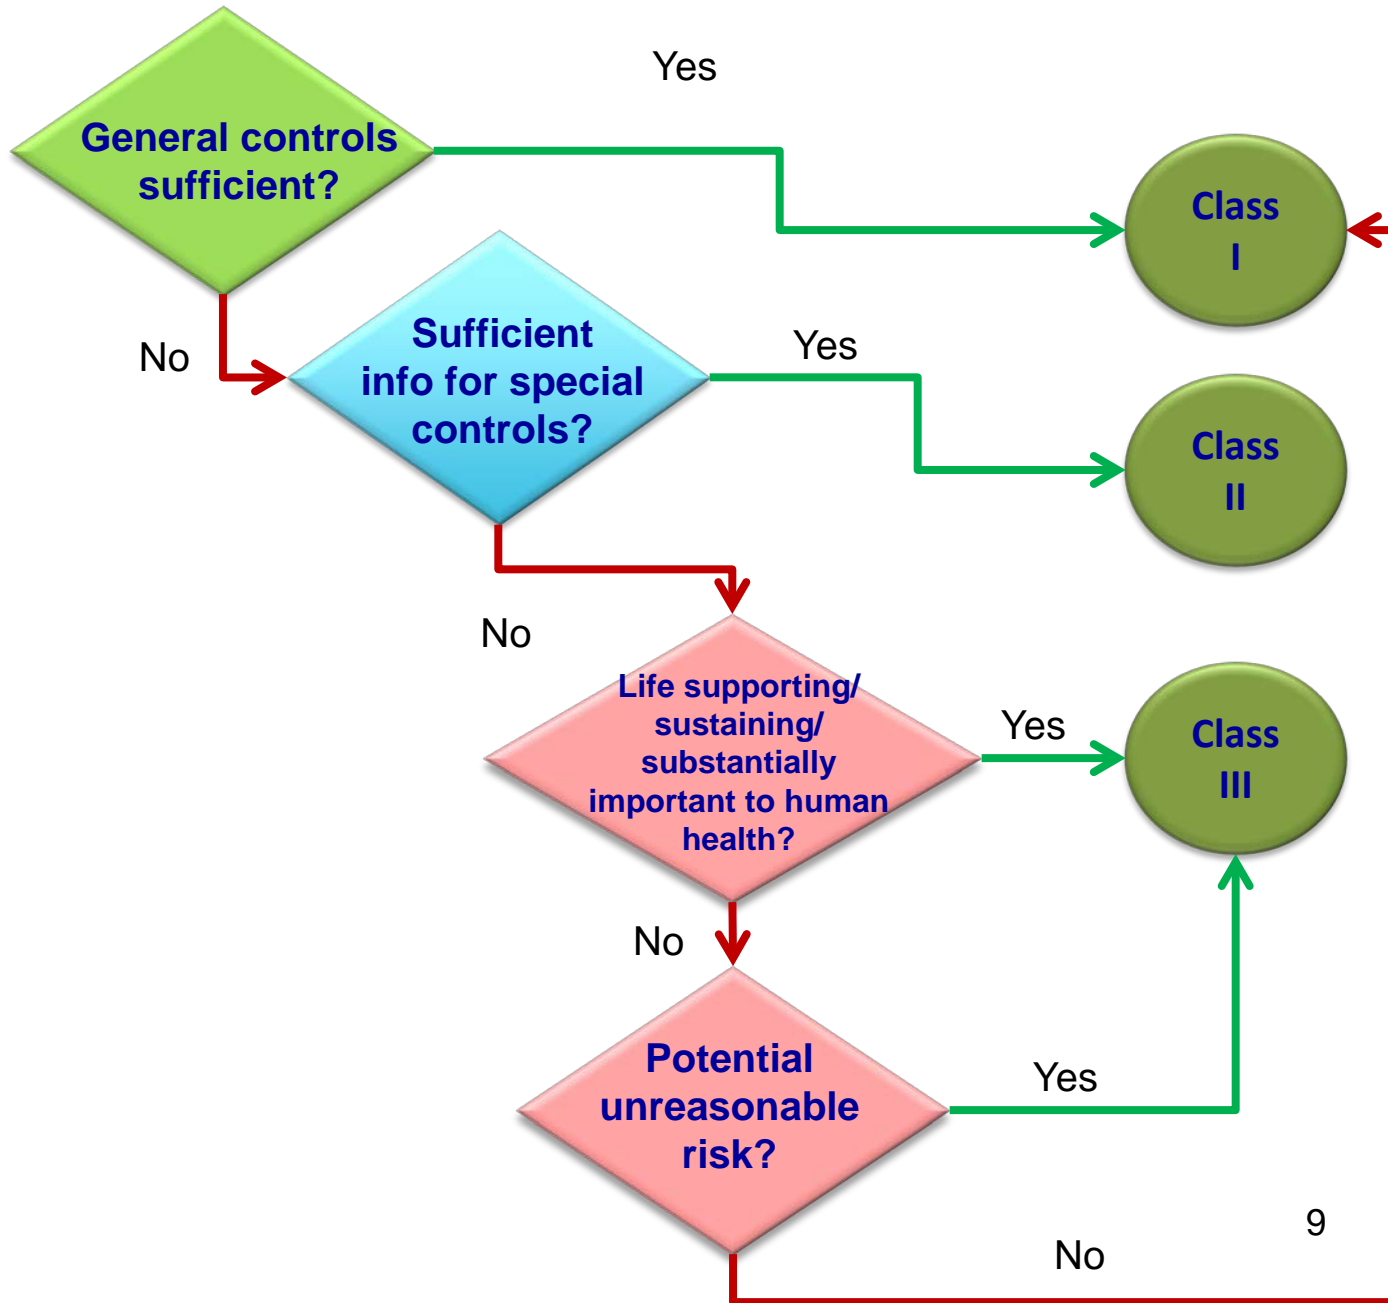 Yes
General controls
sufficient?
Class
I
No
Sufficient
info for special
controls?
Yes
Class
II
No
Life supporting/
sustaining/
substantially
important to human
health?
Yes
Class
III
No
Potential
unreasonable
risk?
Yes
9
No